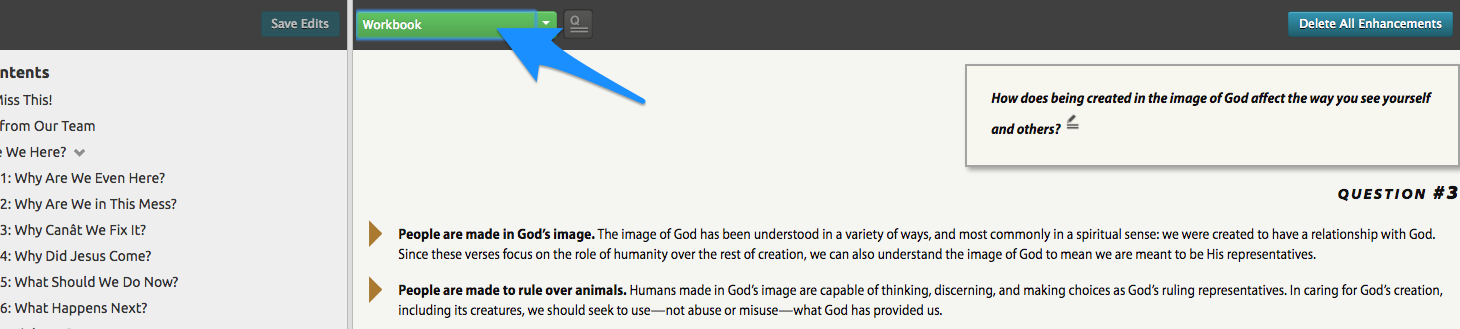 Save Edits
Workbook
Q
Delete All Enhancements
ntents
Miss This!
from Our Team
e We Here?
1: Why Are We Even Here?
2: Why Are We in This Mess?
3: Why Canât We Fix It?
4: Why Did Jesus Come?
5: What Should We Do Now?
6: What Happens Next?
How does being created in the image of God affect the way you see yourself
and others?
QUESTION #3
People are made in God's image. The image of God has been understood in a variety of ways, and most commonly in a spiritual sense: we were created to have a relationship with God.
Since these verses focus on the role of humanity over the rest of creation, we can also understand the image of God to mean we are meant to be His representatives.
People are made to rule over animals. Humans made in God's image are capable of thinking, discerning, and making choices as God's ruling representatives. In caring for God's creation,
including its creatures, we should seek to use—not abuse or misuse—what God has provided us.